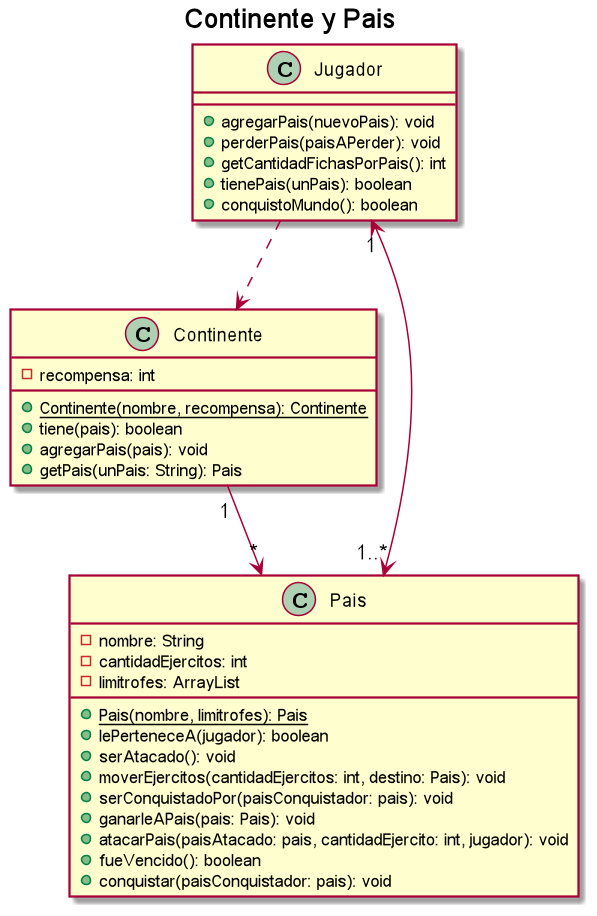 Continente y Pais
C Jugador
agregarPais(nuevoPais): void
perderPais(paisAPerder): void
getCantidadFichasPorPais(): int
tienePais(unPais): boolean
conquistoMundo(): boolean
1
C Continente
recompensa: int
Continente(nombre, recompensa): Continente
tiene(pais): boolean
agregarPais(pais): void
getPais(unPais: String): Pais
1
*
1..*
C Pais
nombre: String
cantidadEjercitos: int
limitrofes: ArrayList
Pais(nombre, limitrofes): Pais
lePerteneceA(jugador): boolean
serAtacado(): void
moverEjercitos(cantidadEjercitos: int, destino: Pais): void
serConquistadoPor(paisConquistador: pais): void
ganarleAPais(pais: Pais): void
atacarPais(paisAtacado: pais, cantidadEjercito: int, jugador): void
fueVencido(): boolean
conquistar(paisConquistador: pais): void